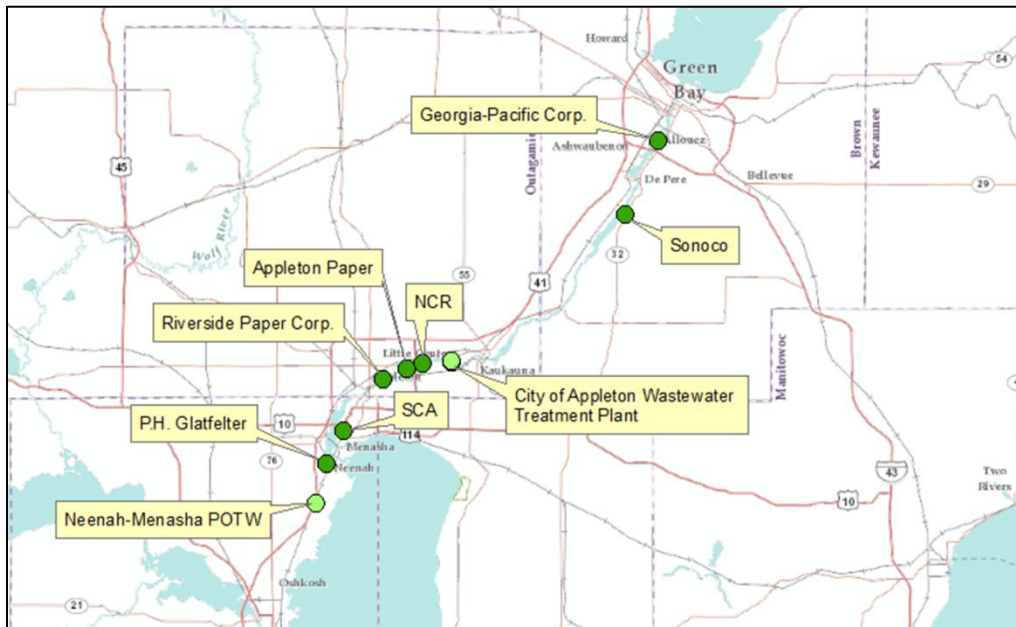 Howard
Green
Bay
54
Georgia-Pacific Corp.
Allouez
Ashwaubenon
Outagamie
Brown
Kewaunee
45
De Pere
Bellevue
29
Wolf River
Sonoco
32
Appleton Paper
55
41
NCR
Riverside Paper Corp.
Little
Kaukauna
Manitowoc
City of Appleton Wastewater
Treatment Plant
SCA
P.H. Glatfelter
10
114
Menasha
76
Neenah
43
Two
Rivers
10
Neenah-Menasha POTW
Oshkosh
21